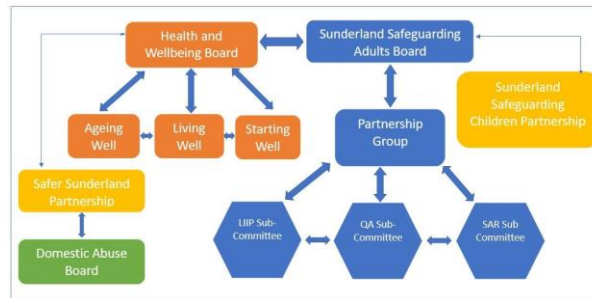 Health and
Wellbeing Board
Sunderland Safeguarding
Adults Board
Sunderland
Safeguarding
Children Partnership
Ageing
Well
Living
Well
Starting
Well
Partnership
Group
Safer Sunderland
Partnership
LIIP Sub-
Committee
QA Sub-
Committee
SAR Sub
Committee
Domestic Abuse
Board